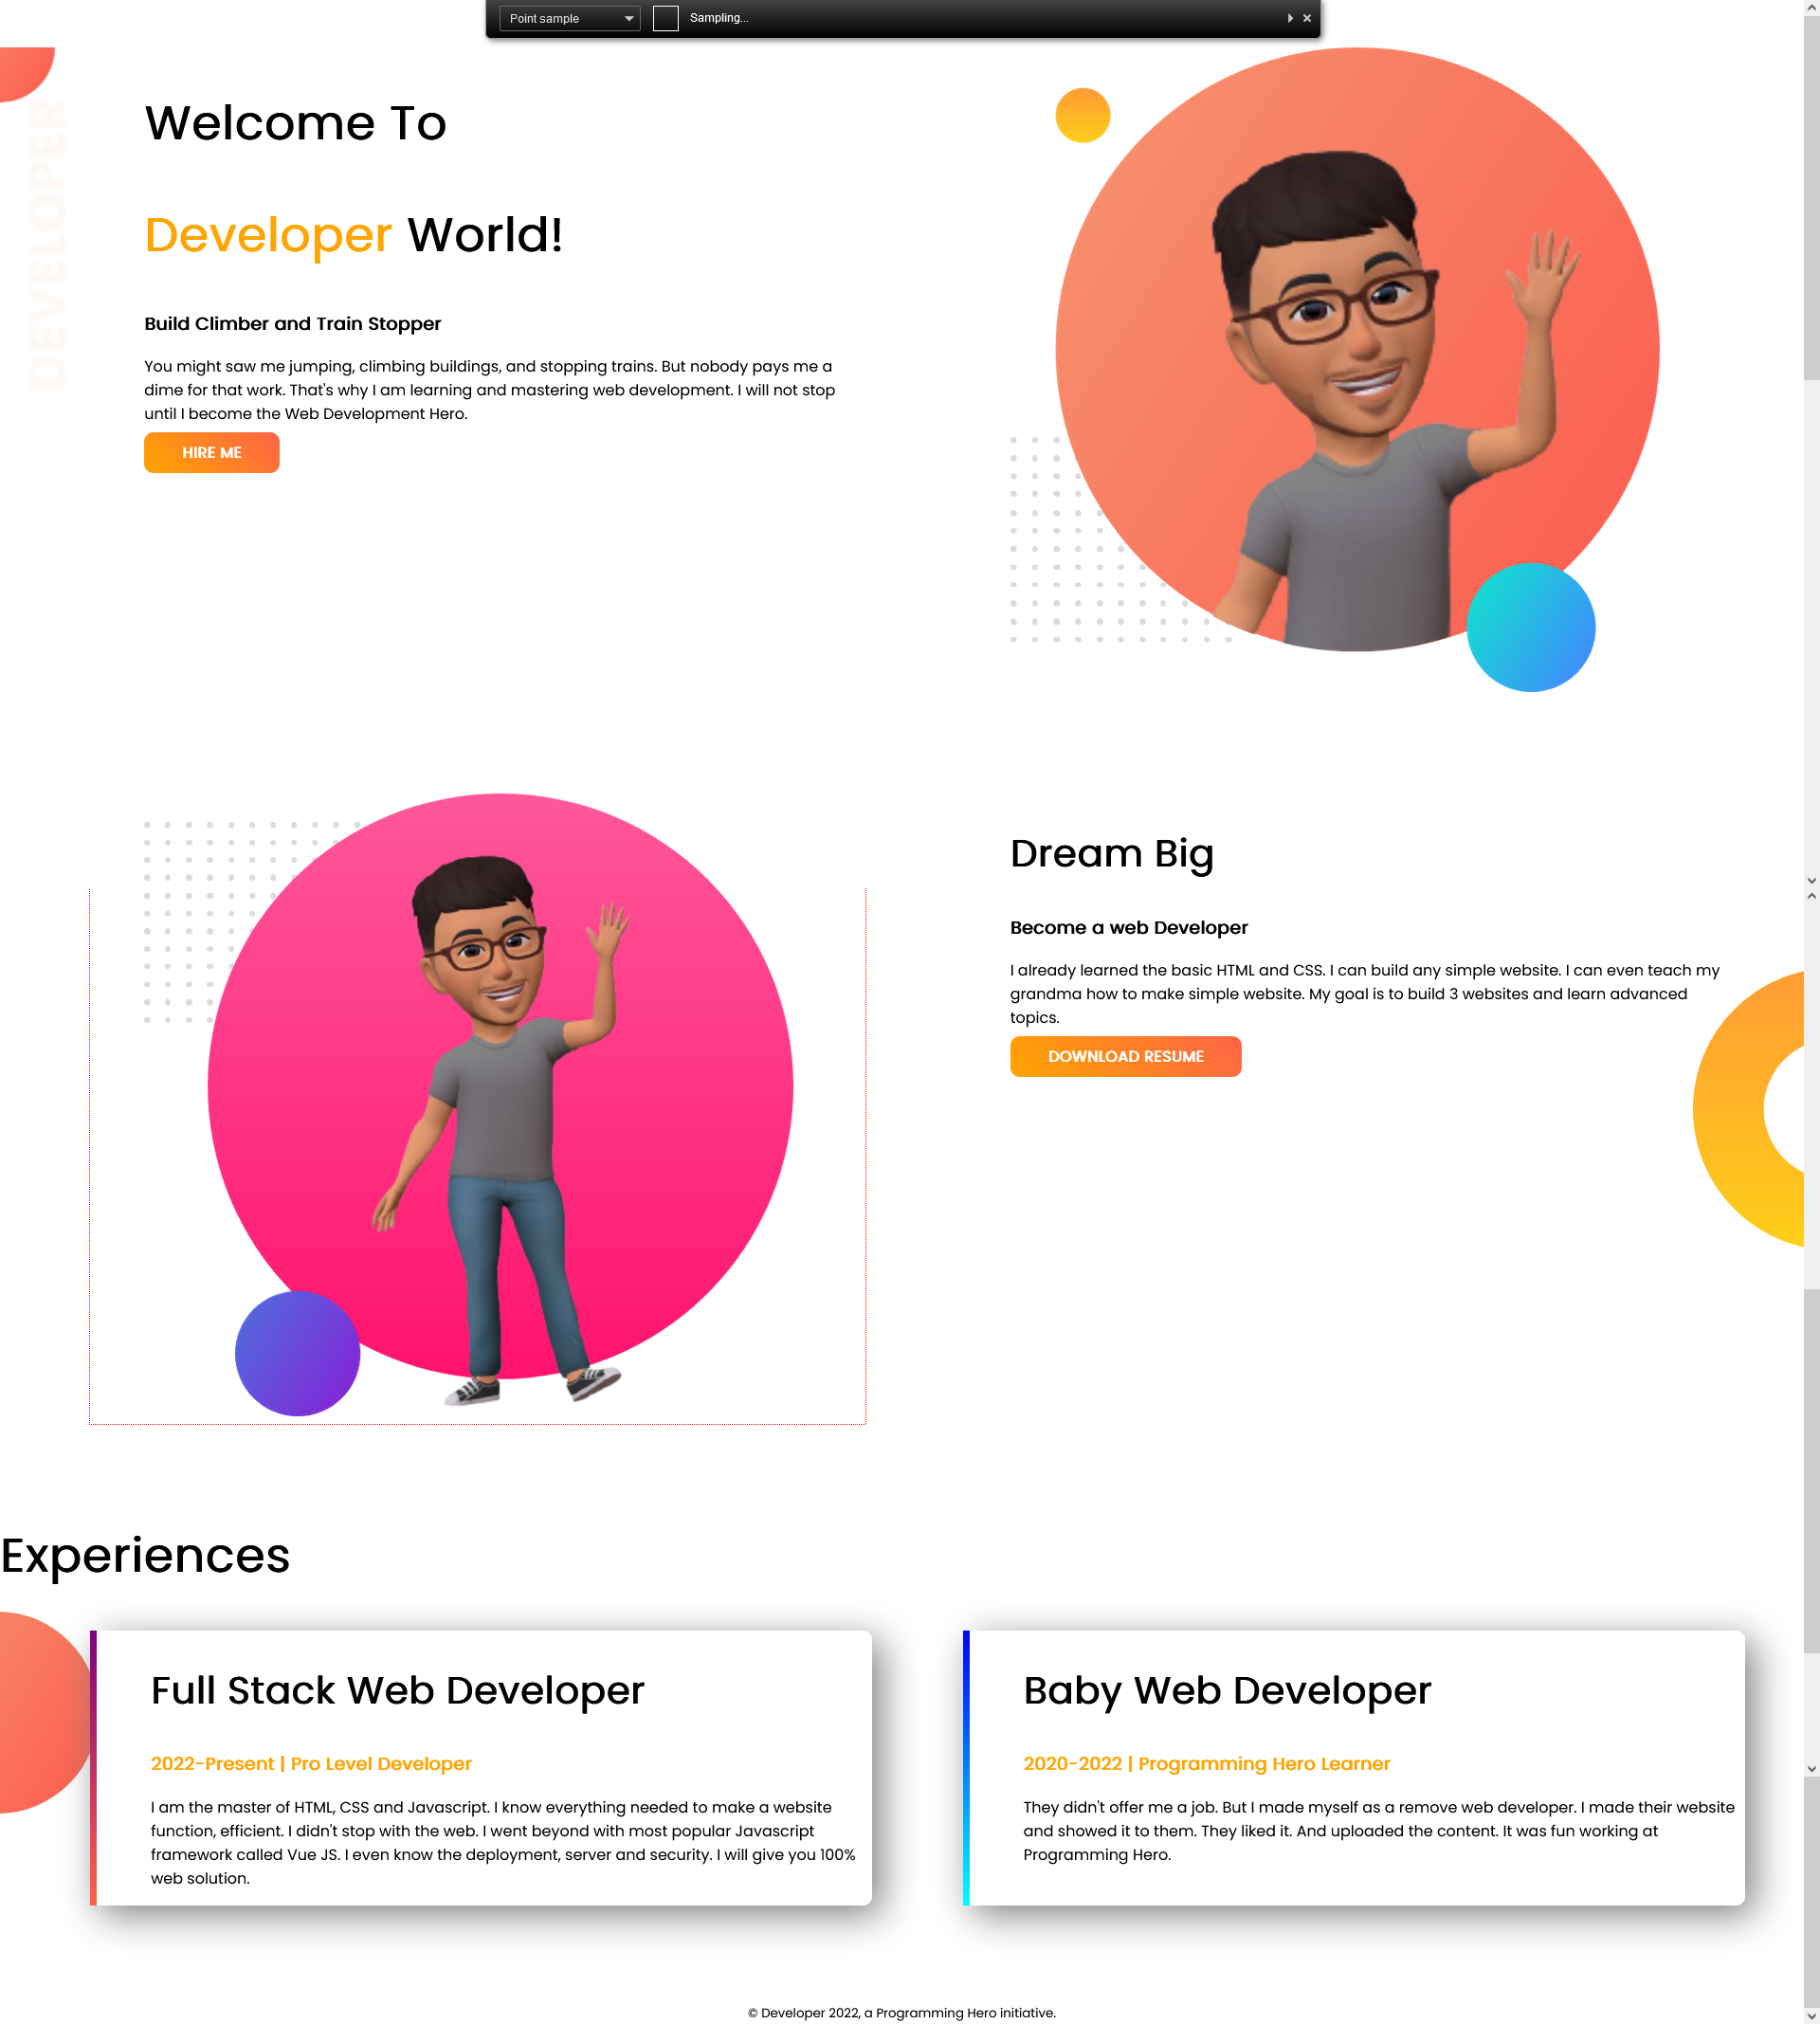 Point sample
Sampling...
DEVELOPER
Welcome To
Developer World!
Build Climber and Train Stopper
You might saw me jumping, climbing buildings, and stopping trains. But nobody pays me a
dime for that work. That's why I am learning and mastering web development. I will not stop
until I become the Web Development Hero.
HIRE ME
Dream Big
Become a web Developer
I already learned the basic HTML and CSS. I can build any simple website. I can even teach my
grandma how to make simple website. My goal is to build 3 websites and learn advanced
topics.
DOWNLOAD RESUME
Experiences
Full Stack Web Developer
2022-Present | Pro Level Developer
I am the master of HTML, CSS and Javascript. I know everything needed to make a website
function, efficient. I didn't stop with the web. I went beyond with most popular Javascript
framework called Vue JS. I even know the deployment, server and security. I will give you 100%
web solution.
Baby Web Developer
2020-2022 | Programming Hero Learner
They didn't offer me a job. But I made myself as a remove web developer. I made their website
and showed it to them. They liked it. And uploaded the content. It was fun working at
Programming Hero.
© Developer 2022, a Programming Hero initiative.